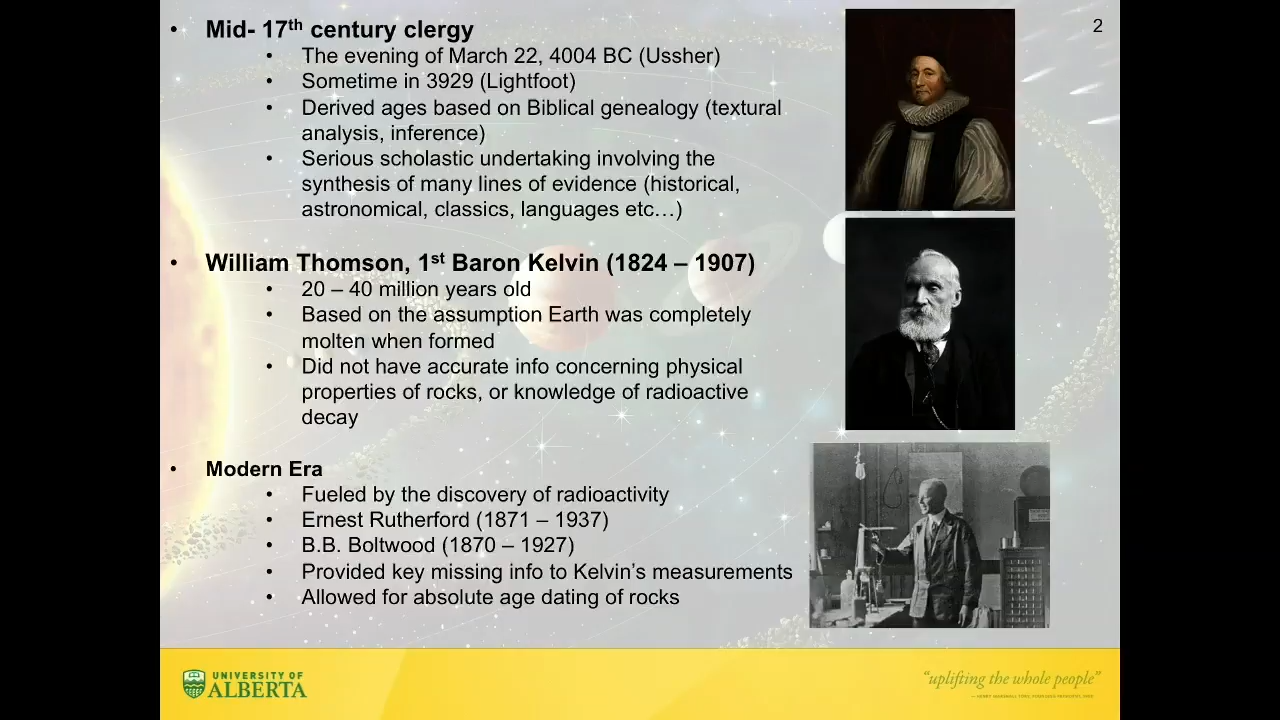 2
• Mid- 17th century clergy
• The evening of March 22, 4004 BC (Ussher)
• Sometime in 3929 (Lightfoot)
• Derived ages based on Biblical genealogy (textural
analysis, inference)
• Serious scholastic undertaking involving the
synthesis of many lines of evidence (historical,
astronomical, classics, languages etc…)
• William Thomson, 1st Baron Kelvin (1824 – 1907)
• 20 – 40 million years old
• Based on the assumption Earth was completely
molten when formed
• Did not have accurate info concerning physical
properties of rocks, or knowledge of radioactive
decay
• Modern Era
• Fueled by the discovery of radioactivity
• Ernest Rutherford (1871 – 1937)
• B.B. Boltwood (1870 – 1927)
• Provided key missing info to Kelvin’s measurements
• Allowed for absolute age dating of rocks
UNIVERSITY OF
ALBERTA
“uplifting the whole people”